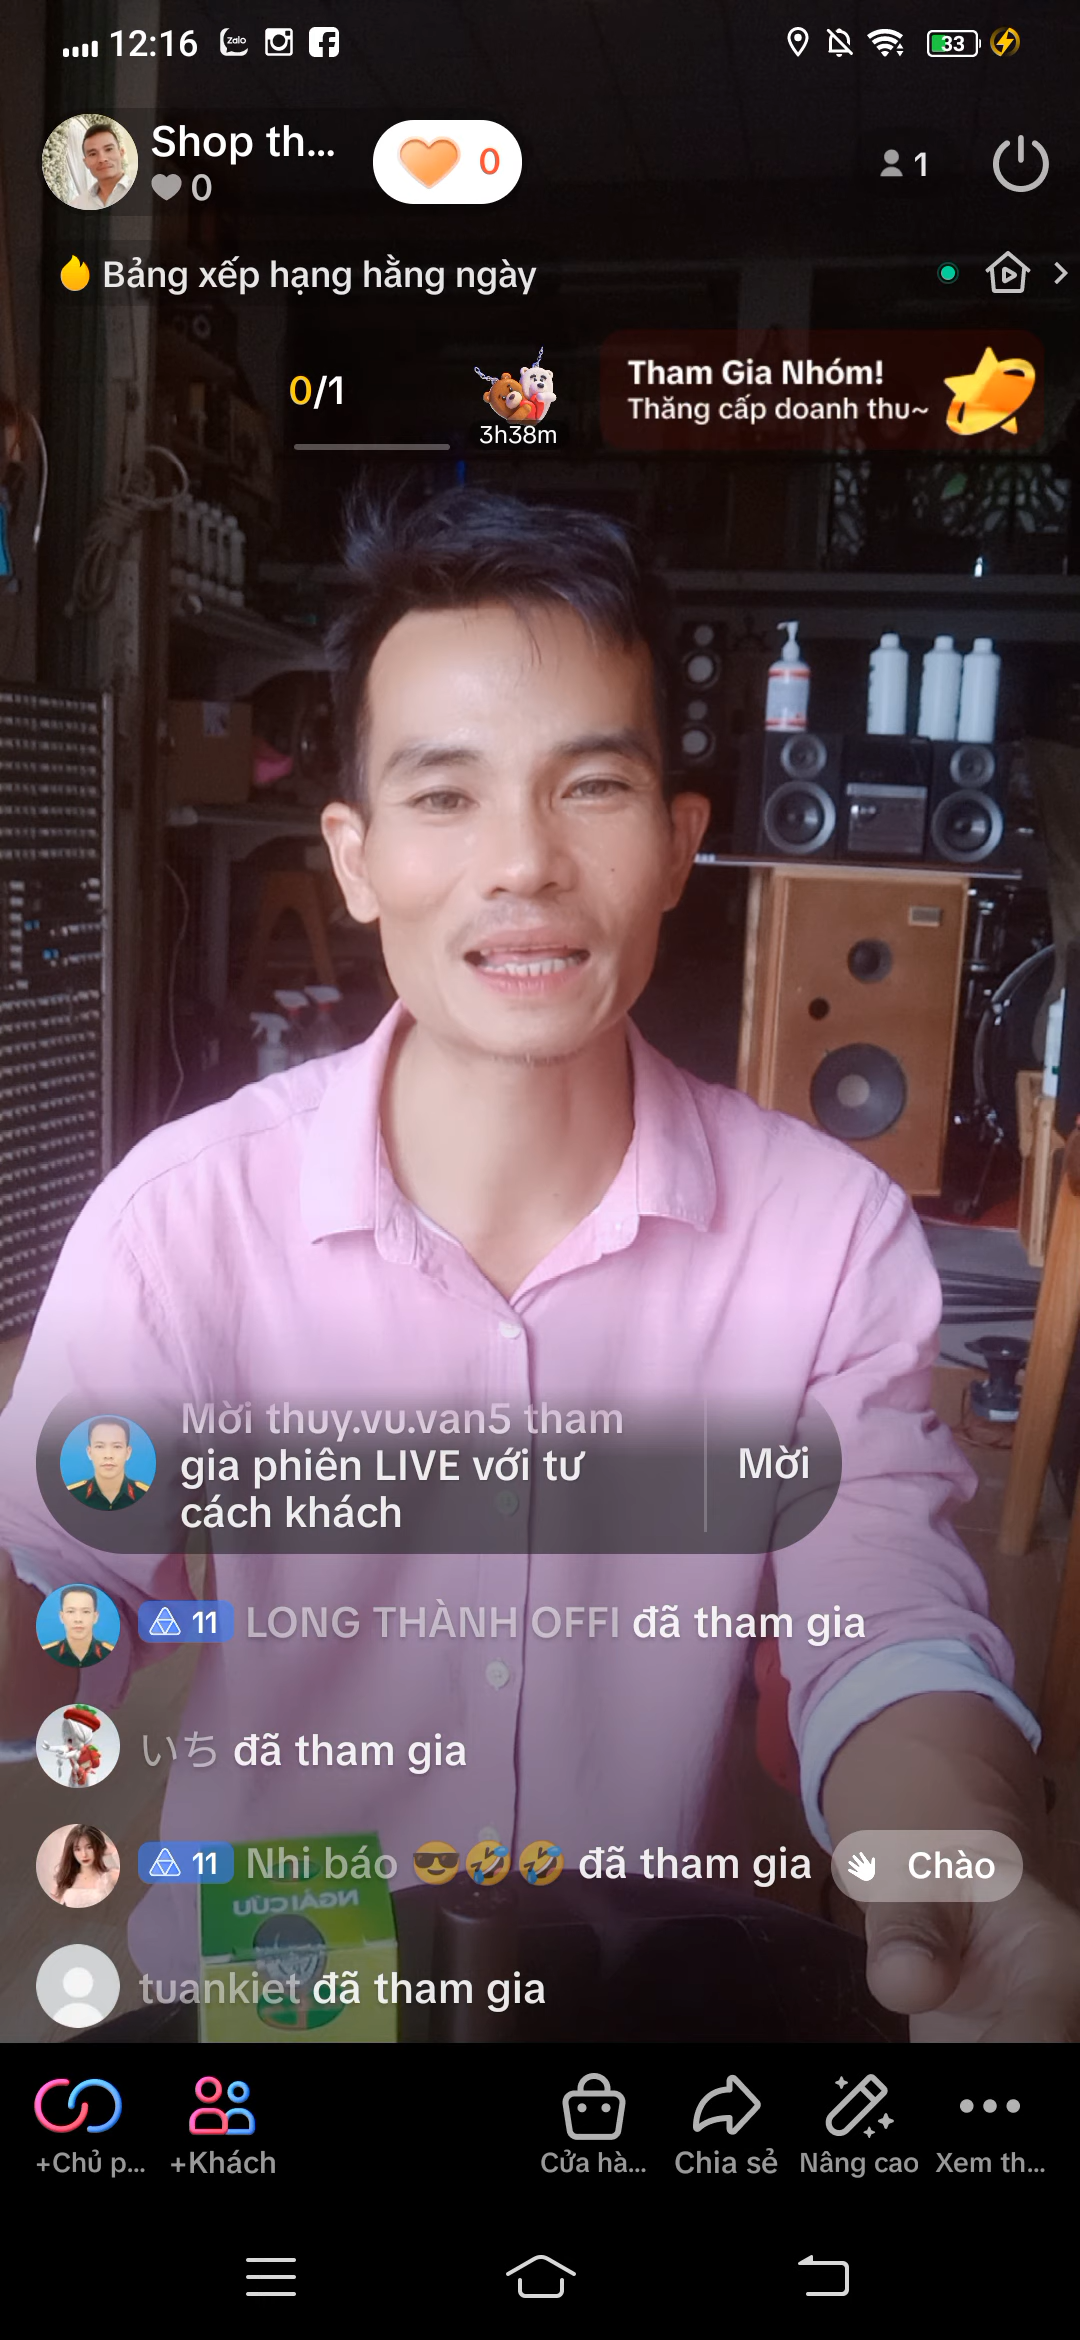 12:16
Zalo
33
Shop th...
0
0
1
Bảng xếp hạng hằng ngày
0/1
3h38m
Tham Gia Nhóm!
Thăng cấp doanh thu~
Mời thuy.vu.van5 tham
gia phiên LIVE với tư
cách khách
Mời
11 LONG THÀNH OFFI đã tham gia
いち đã tham gia
11 Nhi báo 😎🤣🤣 đã tham gia
Chào
NGẢI CỨU
tuankiet đã tham gia
+Chủ p...
+Khách
Cửa hà...
Chia sẻ
Nâng cao
Xem th...